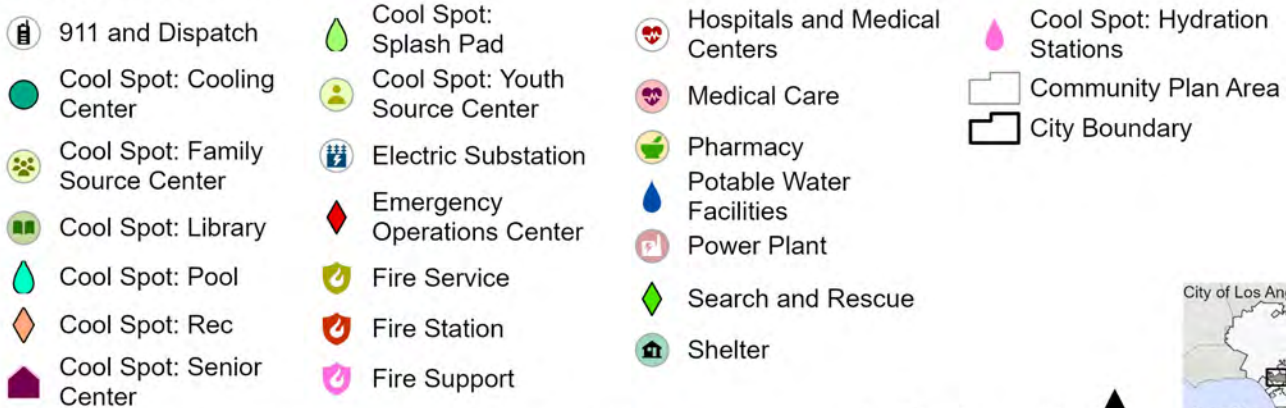 911 and Dispatch
Cool Spot: Cooling
Center
Cool Spot: Family
Source Center
Cool Spot: Library
Cool Spot: Pool
Cool Spot: Rec
Cool Spot: Senior
Center
Cool Spot:
Splash Pad
Cool Spot: Youth
Source Center
Electric Substation
Emergency
Operations Center
Fire Service
Fire Station
Fire Support
Hospitals and Medical
Centers
Medical Care
Pharmacy
Potable Water
Facilities
Power Plant
Search and Rescue
Shelter
Cool Spot: Hydration
Stations
Community Plan Area
City Boundary
City of Los An